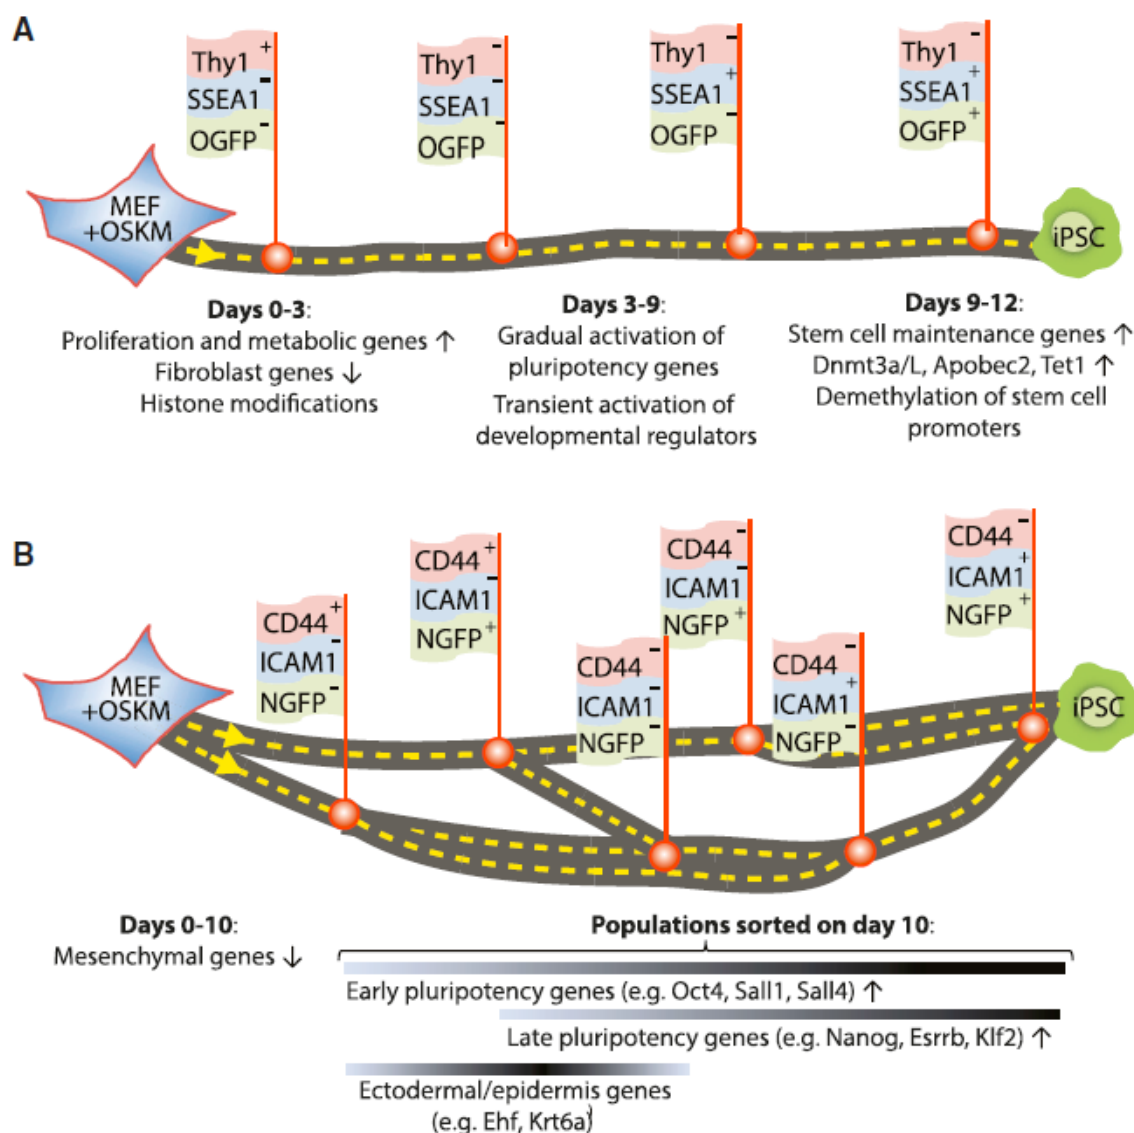 A
Thy1 +
SSEA1 -
OGFP -
Thy1 -
SSEA1 -
OGFP -
Thy1 -
SSEA1 +
OGFP -
Thy1 -
SSEA1 +
OGFP +
MEF
+OSKM
iPSC
Days 0-3:
Proliferation and metabolic genes ↑
Fibroblast genes ↓
Histone modifications
Days 3-9:
Gradual activation of
pluripotency genes
Transient activation of
developmental regulators
Days 9-12:
Stem cell maintenance genes ↑
Dnmt3a/L, Apobec2, Tet1 ↑
Demethylation of stem cell
promoters
B
CD44 +
ICAM1 -
NGFP -
CD44 +
ICAM1 -
NGFP +
CD44 -
ICAM1 -
NGFP -
CD44 -
ICAM1 -
NGFP +
CD44 -
ICAM1 +
NGFP -
CD44 -
ICAM1 +
NGFP +
MEF
+OSKM
iPSC
Days 0-10:
Mesenchymal genes ↓
Populations sorted on day 10:
Early pluripotency genes (e.g. Oct4, Sall1, Sall4) ↑
Late pluripotency genes (e.g. Nanog, Esrrb, Klf2) ↑
Ectodermal/epidermis genes
(e.g. Ehf, Krt6a)